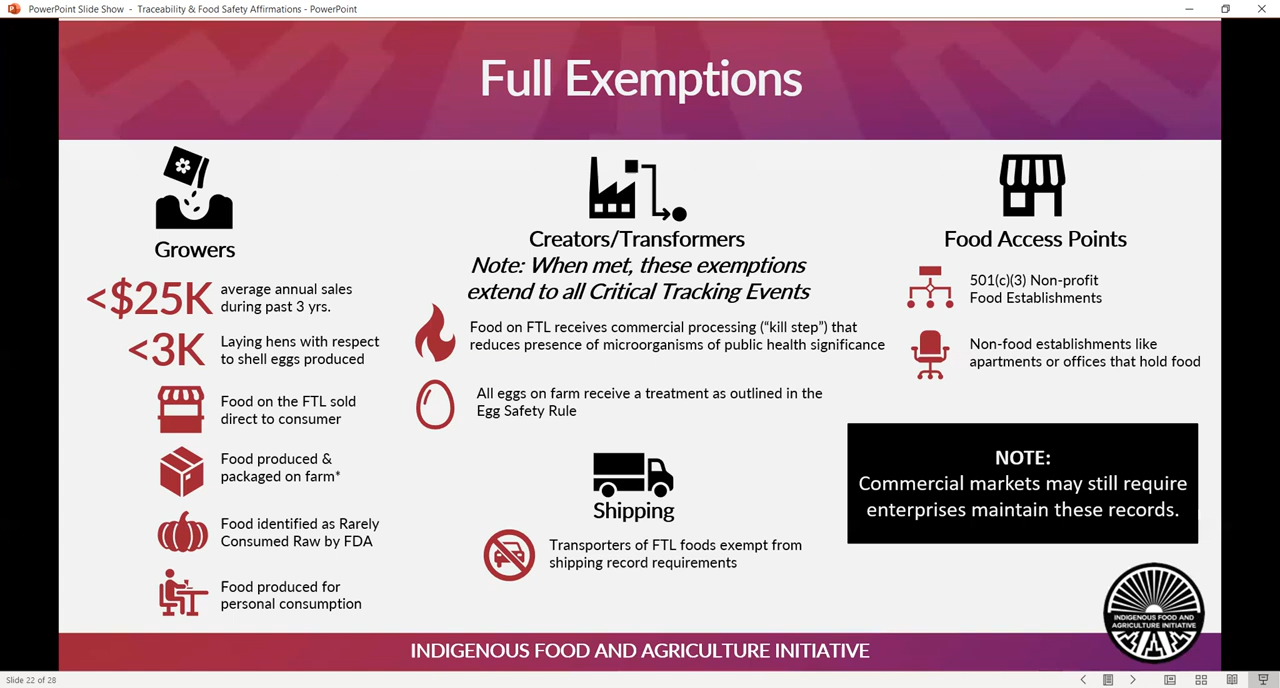 PowerPoint Slide Show - Traceability & Food Safety Affirmations - PowerPoint
Full Exemptions
Growers
<$25K
average annual sales
during past 3 yrs.
<3K
Laying hens with respect
to shell eggs produced
Food on the FTL sold
direct to consumer
Food produced &
packaged on farm*
Food identified as Rarely
Consumed Raw by FDA
Food produced for
personal consumption
Creators/Transformers
Note: When met, these exemptions
extend to all Critical Tracking Events
Food on FTL receives commercial processing (“kill step”) that
reduces presence of microorganisms of public health significance
All eggs on farm receive a treatment as outlined in the
Egg Safety Rule
Shipping
Transporters of FTL foods exempt from
shipping record requirements
Food Access Points
501(c)(3) Non-profit
Food Establishments
Non-food establishments like
apartments or offices that hold food
NOTE:
Commercial markets may still require
enterprises maintain these records.
INDIGENOUS FOOD AND
AGRICULTURE INITIATIVE
INDIGENOUS FOOD AND AGRICULTURE INITIATIVE
Slide 22 of 28